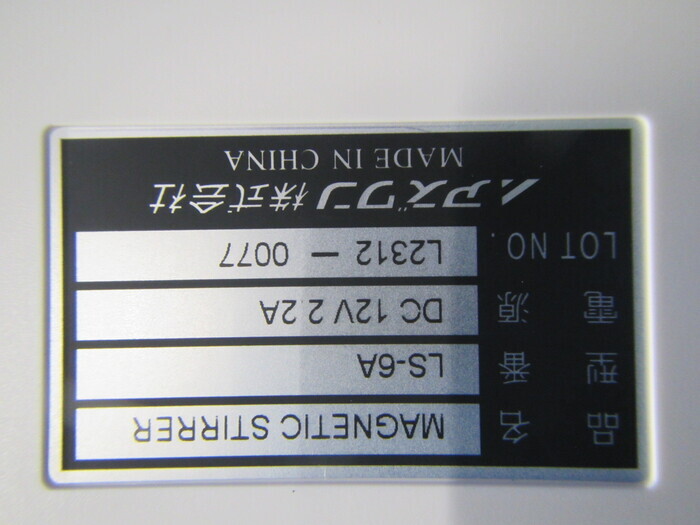 品名 MAGNETIC STIRRER
型番 LS-6A
電源 DC 12V 2.2A
LOT NO. L2312-0077
アズワン株式会社
MADE IN CHINA